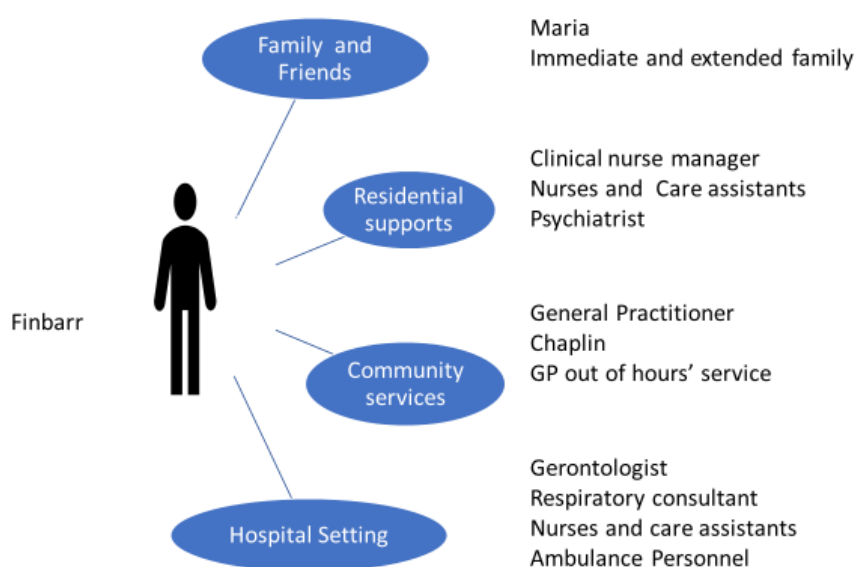 Family and
Friends
Maria
Immediate and extended family
Residential
supports
Clinical nurse manager
Nurses and Care assistants
Psychiatrist
Finbarr
Community
services
General Practitioner
Chaplin
GP out of hours’ service
Hospital Setting
Gerontologist
Respiratory consultant
Nurses and care assistants
Ambulance Personnel